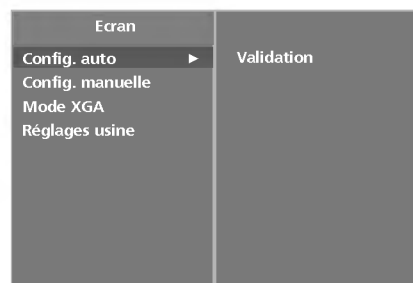 Ecran
Config. auto ►
Validation
Config. manuelle
Mode XGA
Réglages usine